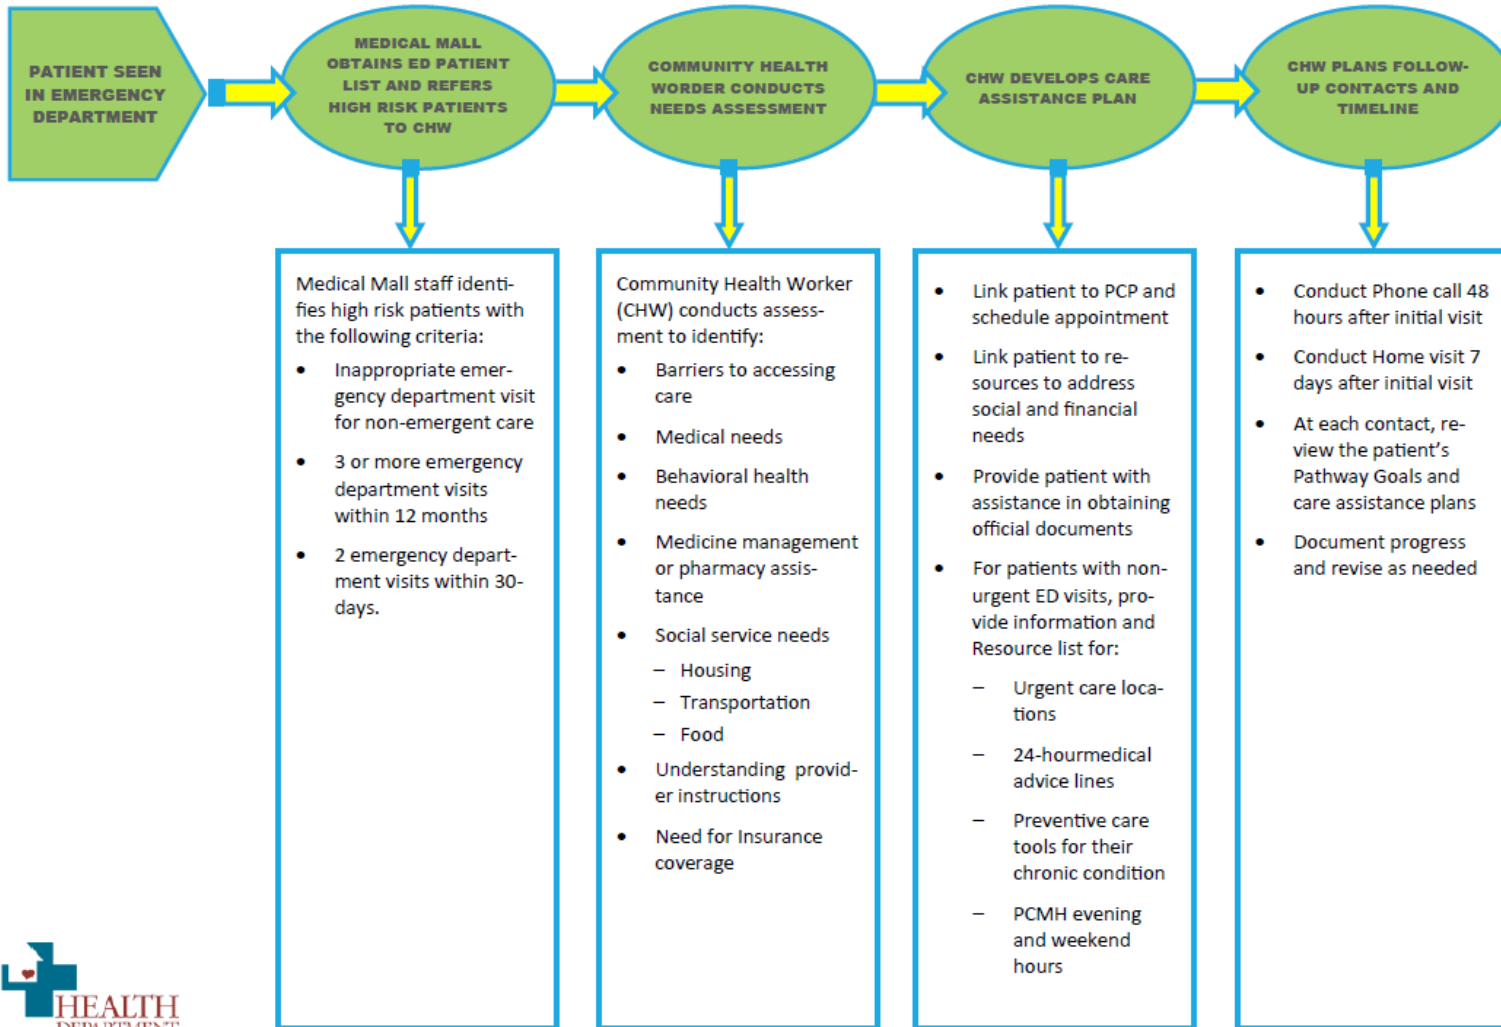 PATIENT SEEN
IN EMERGENCY
DEPARTMENT
MEDICAL MALL
OBTAINS ED PATIENT
LIST AND REFERS
HIGH RISK PATIENTS
TO CHW
COMMUNITY HEALTH
WORDER CONDUCTS
NEEDS ASSESSMENT
CHW DEVELOPS CARE
ASSISTANCE PLAN
CHW PLANS FOLLOW-
UP CONTACTS AND
TIMELINE
Medical Mall staff identi-
fies high risk patients with
the following criteria:
• Inappropriate emer-
gency department visit
for non-emergent care
• 3 or more emergency
department visits
within 12 months
• 2 emergency depart-
ment visits within 30-
days.
Community Health Worker
(CHW) conducts assess-
ment to identify:
• Barriers to accessing
care
• Medical needs
• Behavioral health
needs
• Medicine management
or pharmacy assis-
tance
• Social service needs
– Housing
– Transportation
– Food
• Understanding provid-
er instructions
• Need for Insurance
coverage
• Link patient to PCP and
schedule appointment
• Link patient to re-
sources to address
social and financial
needs
• Provide patient with
assistance in obtaining
official documents
• For patients with non-
urgent ED visits, pro-
vide information and
Resource list for:
– Urgent care loca-
tions
– 24-hourmedical
advice lines
– Preventive care
tools for their
chronic condition
– PCMH evening
and weekend
hours
• Conduct Phone call 48
hours after initial visit
• Conduct Home visit 7
days after initial visit
• At each contact, re-
view the patient's
Pathway Goals and
care assistance plans
• Document progress
and revise as needed
HEALTH
DEPARTMENT